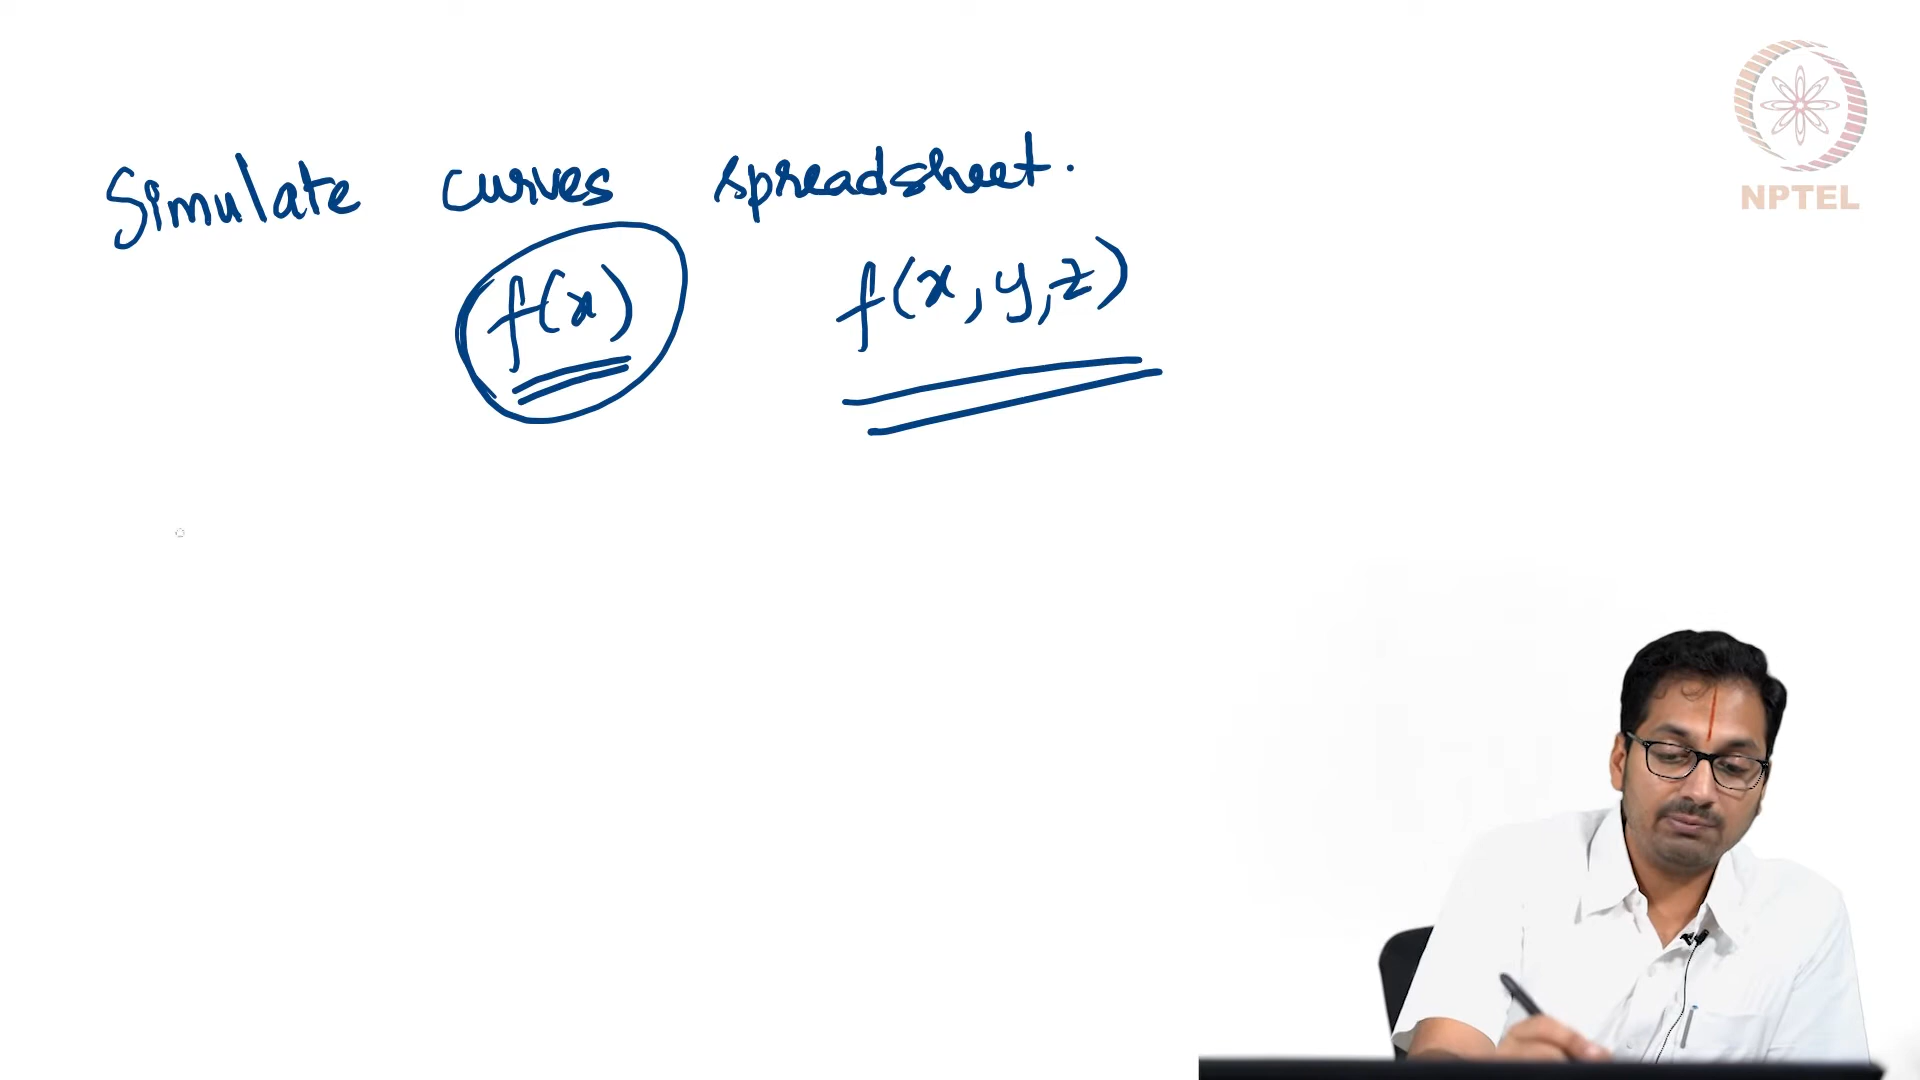 Simulate curves spreadsheet.
f(x) f(x, y, z)
NPTEL